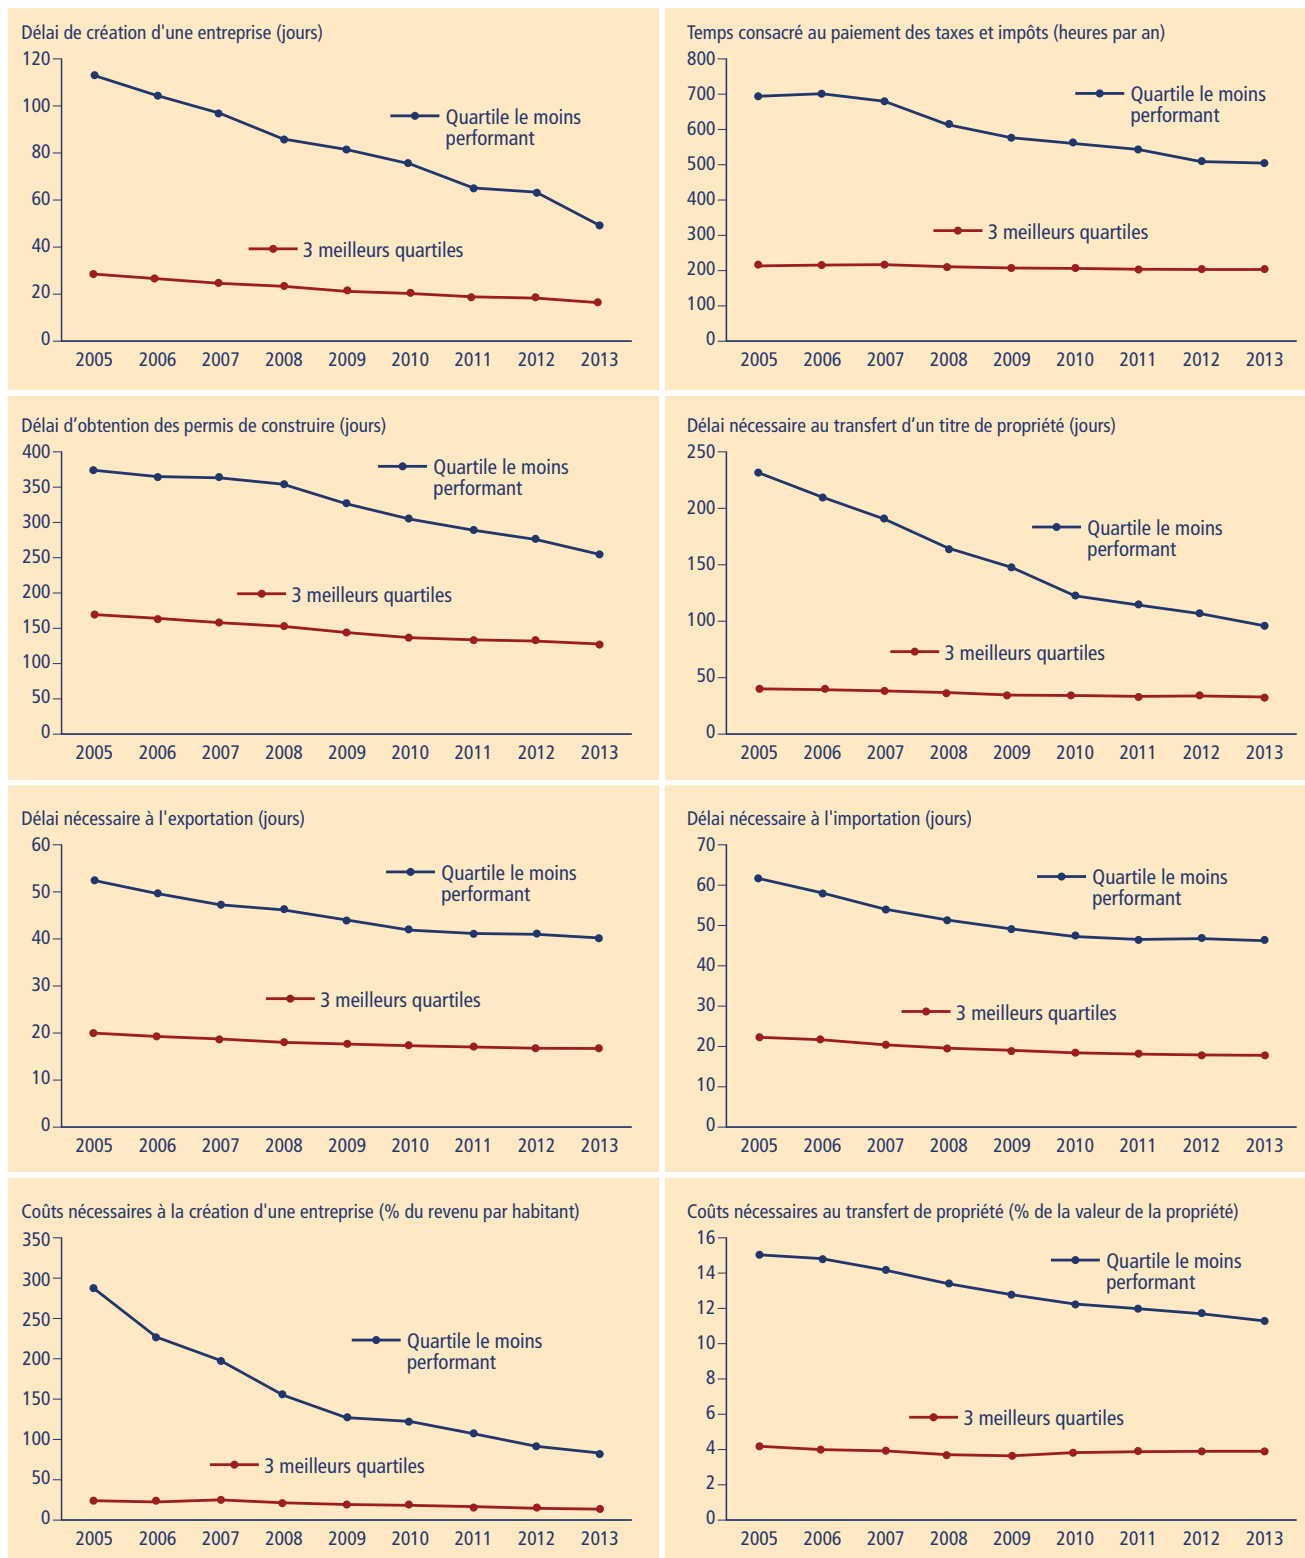 Délai de création d'une entreprise (jours)
120
100
80
60
40
20
0
Quartile le moins
performant
3 meilleurs quartiles
2005 2006 2007 2008 2009 2010 2011 2012 2013
Temps consacré au paiement des taxes et impôts (heures par an)
800
700
600
500
400
300
200
100
0
Quartile le moins
performant
3 meilleurs quartiles
2005 2006 2007 2008 2009 2010 2011 2012 2013
Délai d’obtention des permis de construire (jours)
400
350
300
250
200
150
100
50
0
Quartile le moins
performant
3 meilleurs quartiles
2005 2006 2007 2008 2009 2010 2011 2012 2013
Délai nécessaire au transfert d’un titre de propriété (jours)
250
200
150
100
50
0
Quartile le moins
performant
3 meilleurs quartiles
2005 2006 2007 2008 2009 2010 2011 2012 2013
Délai nécessaire à l'exportation (jours)
60
50
40
30
20
10
0
Quartile le moins
performant
3 meilleurs quartiles
2005 2006 2007 2008 2009 2010 2011 2012 2013
Délai nécessaire à l'importation (jours)
70
60
50
40
30
20
10
0
Quartile le moins
performant
3 meilleurs quartiles
2005 2006 2007 2008 2009 2010 2011 2012 2013
Coûts nécessaires à la création d'une entreprise (% du revenu par habitant)
350
300
250
200
150
100
50
0
Quartile le moins
performant
3 meilleurs quartiles
2005 2006 2007 2008 2009 2010 2011 2012 2013
Coûts nécessaires au transfert de propriété (% de la valeur de la propriété)
16
14
12
10
8
6
4
2
0
Quartile le moins
performant
3 meilleurs quartiles
2005 2006 2007 2008 2009 2010 2011 2012 2013